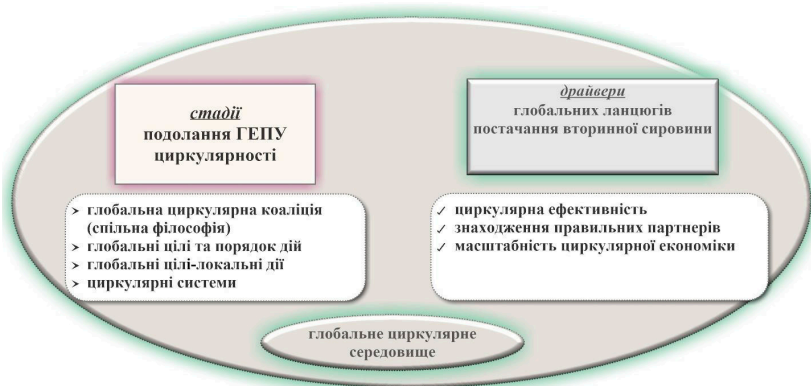 стадії
подолання ГЕПУ
циркулярності
драйвери
глобальних ланцюгів
постачання вторинної сировини
➤ глобальна циркулярна коаліція
(спільна філософія)
➤ глобальні цілі та порядок дій
➤ глобальні цілі-локальні дії
➤ циркулярні системи
✓ циркулярна ефективність
✓ знаходження правильних партнерів
✓ масштабність циркулярної економіки
глобальне циркулярне
середовище